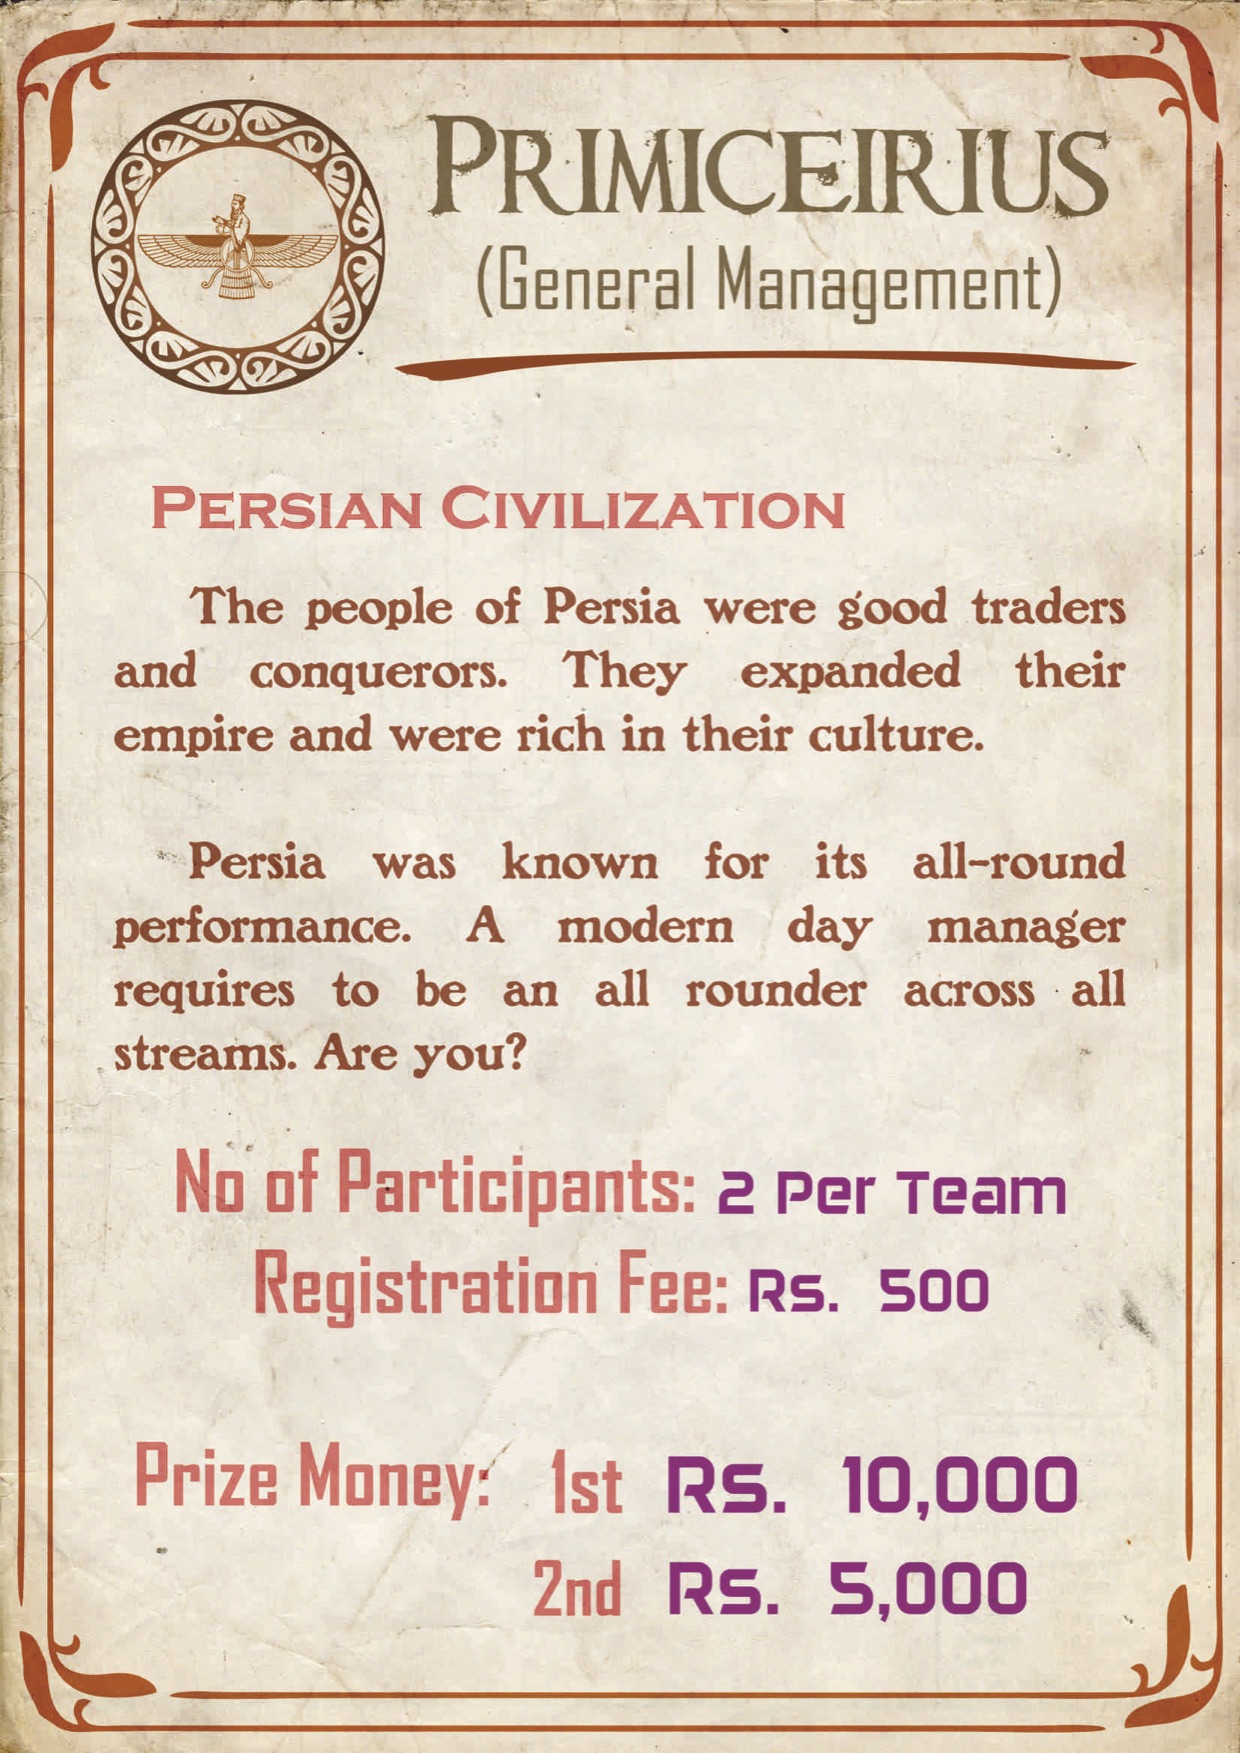 PRIMICEIRIUS
(General Management)
PERSIAN CIVILIZATION
The people of Persia were good traders
and conquerors. They expanded their
empire and were rich in their culture.
Persia was known for its all-round
performance. A modern day manager
requires to be an all rounder across all
streams. Are you?
No of Participants: 2 Per Team
Registration Fee: Rs. 500
Prize Money: 1st Rs. 10,000
2nd Rs. 5,000